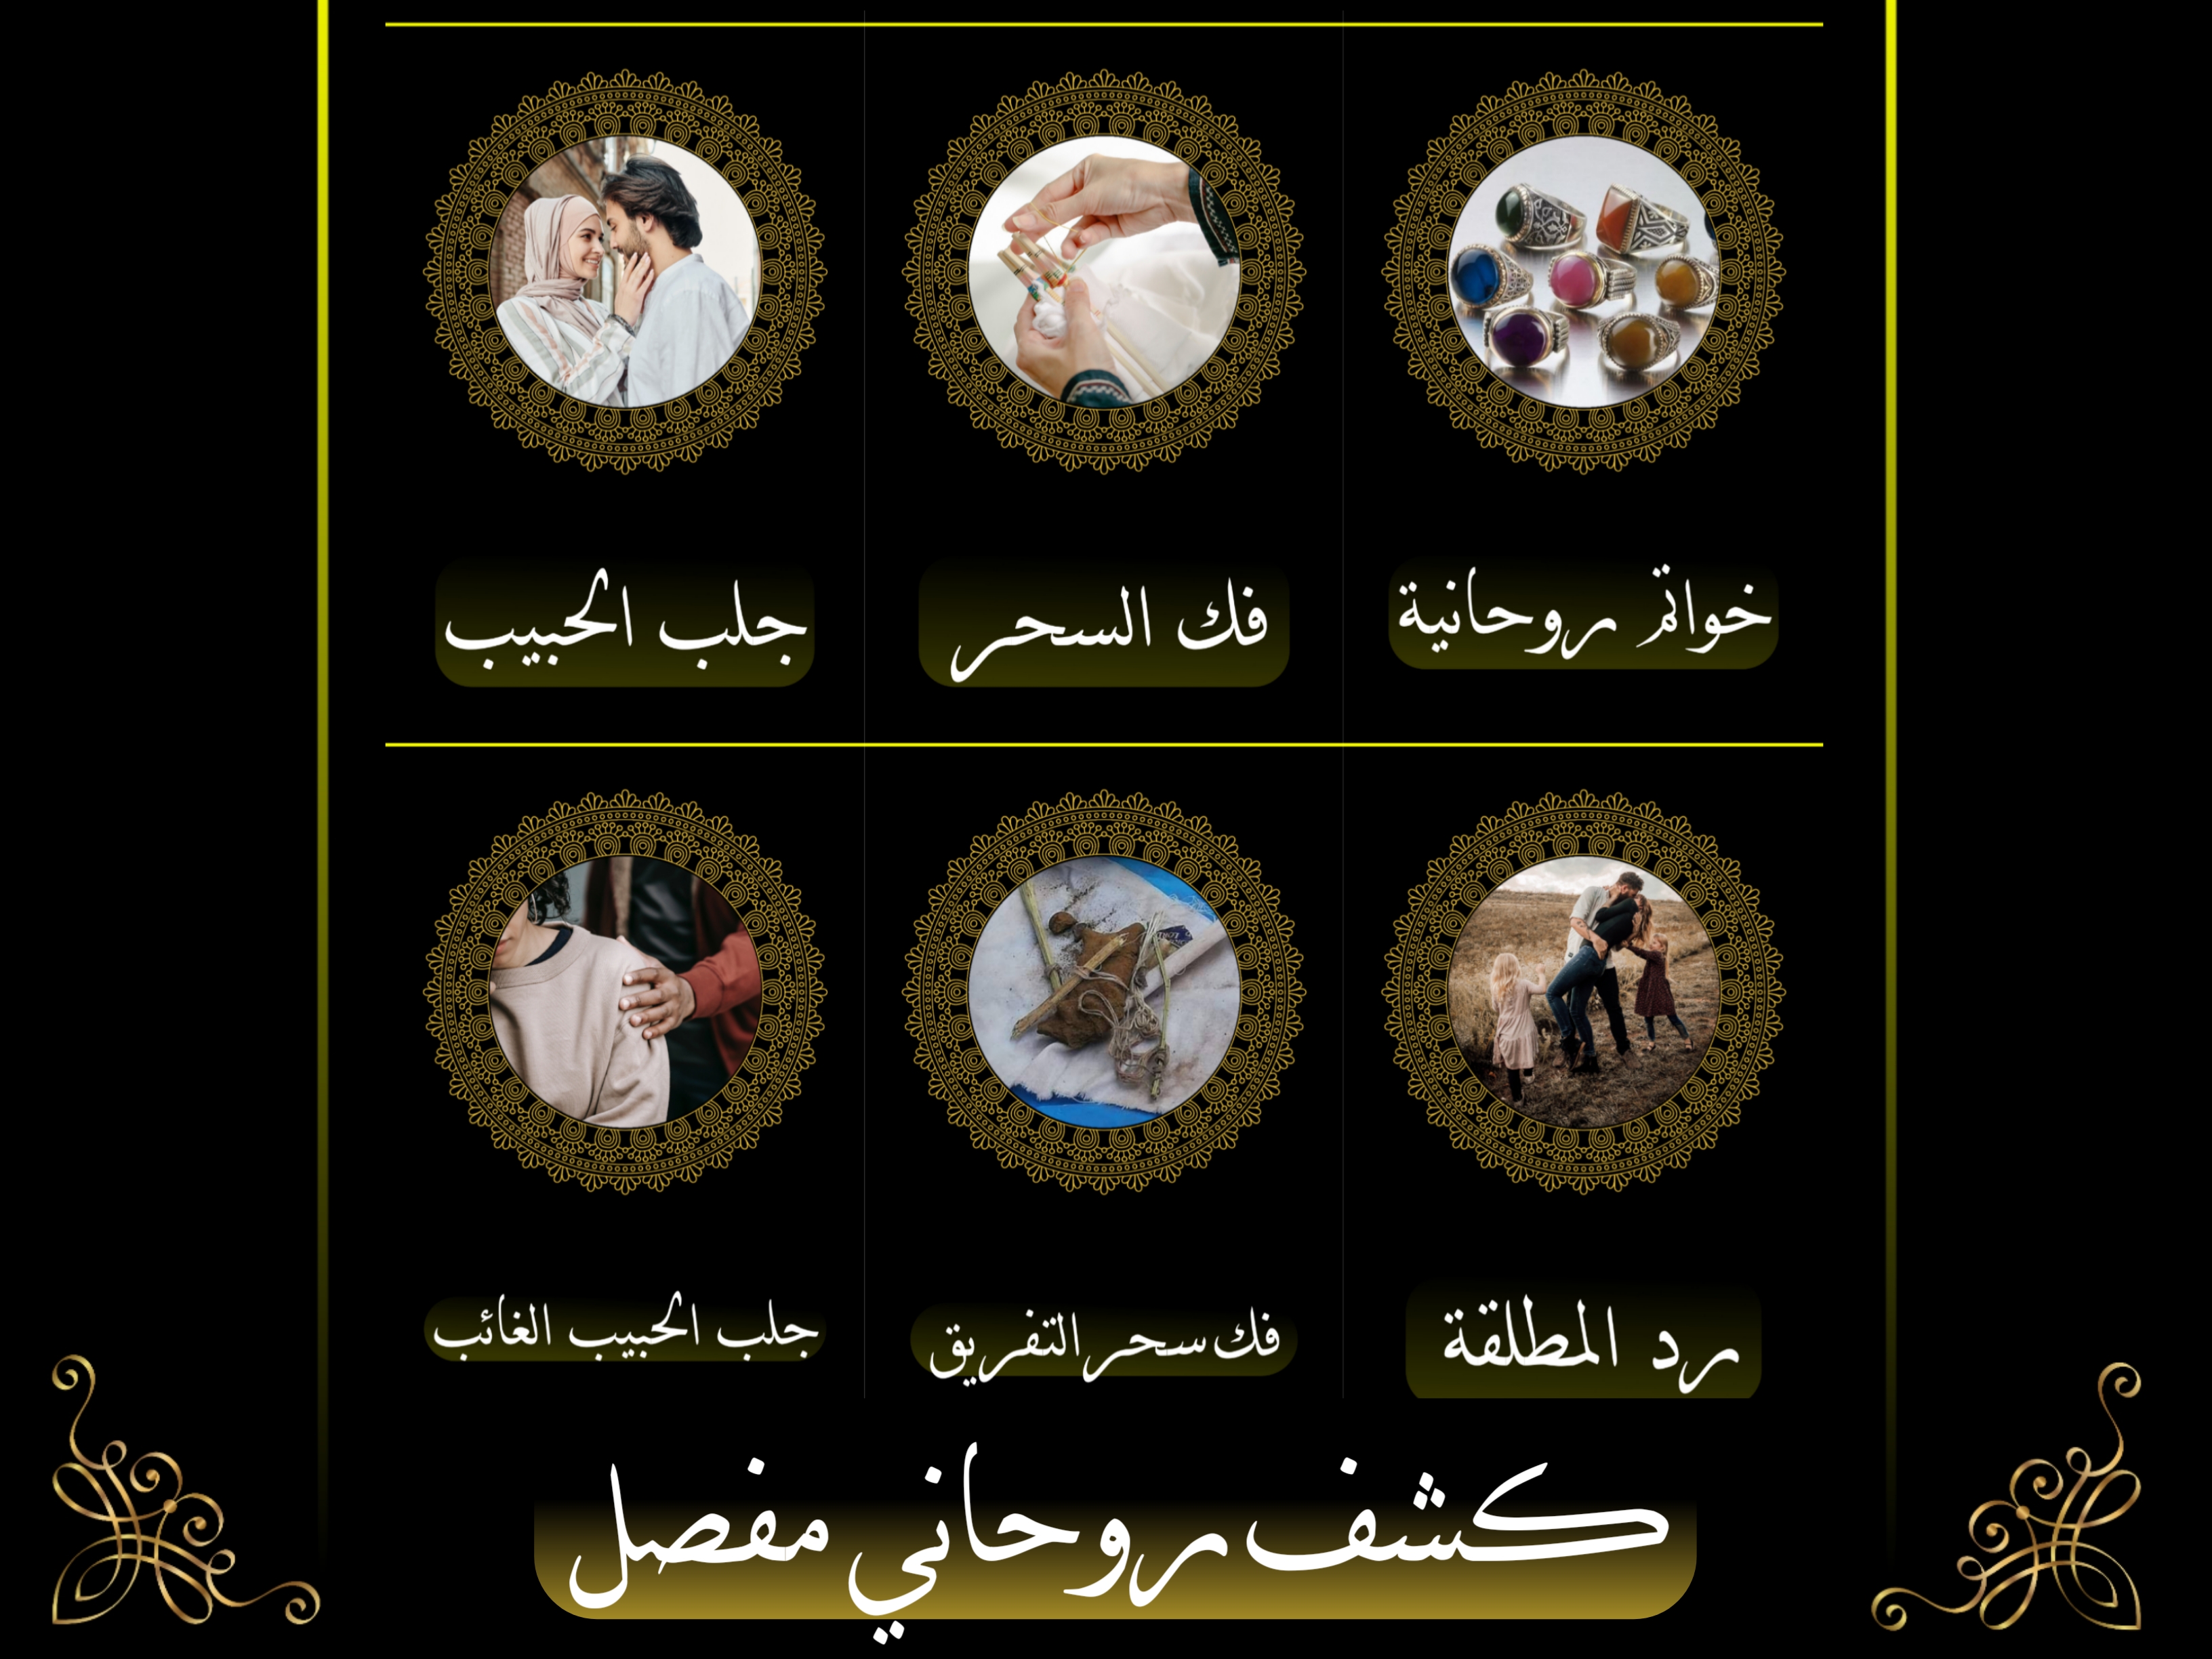 خواتم روحانية
فك السحر
جلب الحبيب
رد المطلقة
فك سحر التفريق
جلب الحبيب الغائب
كشف روحاني مفصل